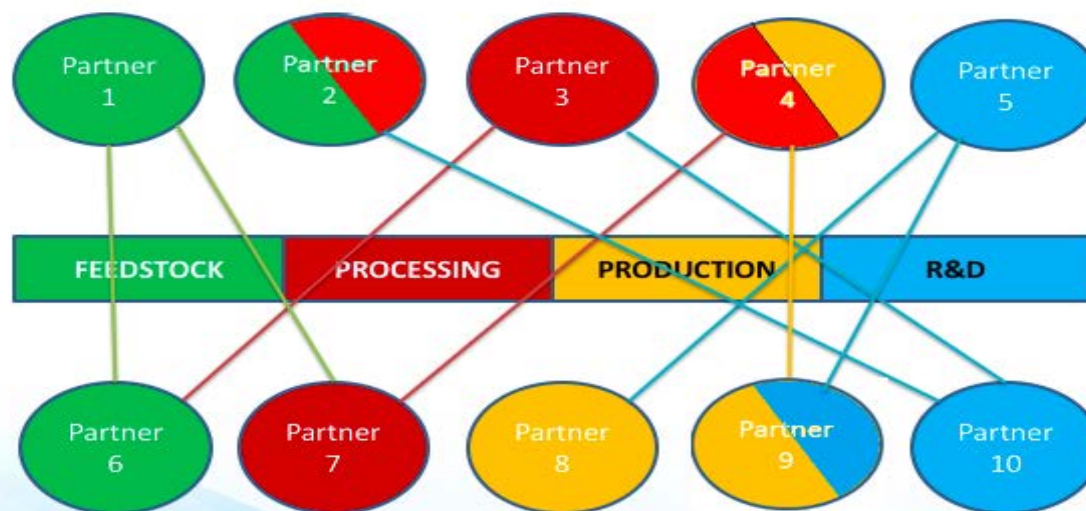 Partner
1
Partner
2
Partner
3
Partner
4
Partner
5
FEEDSTOCK
PROCESSING
PRODUCTION
R&D
Partner
6
Partner
7
Partner
8
Partner
9
Partner
10